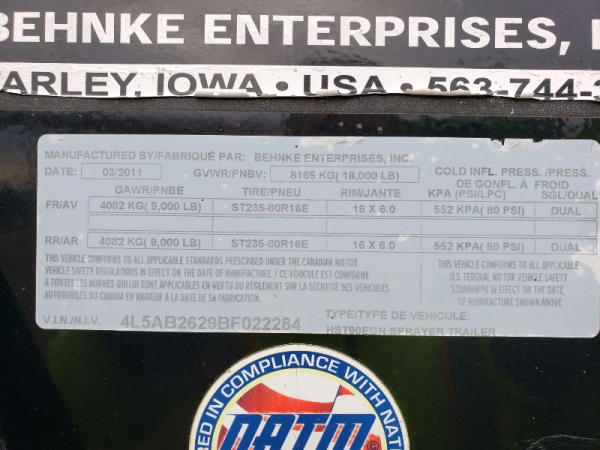 BEHNKE ENTERPRISES,
FARLEY, IOWA • USA • 563-744-
MANUFACTURED BY/FABRIQUÉ PAR: BEHNKE ENTERPRISES, INC.
DATE: 03/2011 GVWR/PNBV: 8165 KG( 18,000 LB) COLD INFL. PRESS. /PRESS.
DE GONFL. À FROID
GAWR/PNBE TIRE/PNEU RIM/JANTE KPA (PSI/LPC) SGL/DUAL
FR/AV 4082 KG( 9,000 LB) ST235-80R16E 16 X 6.0 552 KPA( 80 PSI) DUAL
RR/AR 4082 KG( 9,000 LB) ST235-80R16E 16 X 6.0 552 KPA( 80 PSI) DUAL
THIS VEHICLE CONFORMS TO ALL APPLICABLE STANDARDS PRESCRIBED UNDER THE CANADIAN MOTOR
VEHICLE SAFETY REGULATIONS IN EFFECT ON THE DATE OF MANUFACTURE. / CE VÉHICULE EST CONFORME
À TOUTES LES NORMES QUI LUI SONT APPLICABLES EN VERTU DU RÈGLEMENT SUR LA SÉCURITÉ DES VÉHICULES
AUTOMOBILES DU CANADA EN VIGUEUR À LA DATE DE SA FABRICATION.
THIS VEHICLE CONFORMS TO ALL APPLICABLE
U.S. FEDERAL MOTOR VEHICLE SAFETY
STANDARDS IN EFFECT ON THE DATE OF
MANUFACTURE SHOWN ABOVE
V.I.N./N.I.V. 4L5AB2629BF022284 TYPE/TYPE DE VÉHICULE:
HST90EGN SPRAYER TRAILER
IN COMPLIANCE WITH
NATM